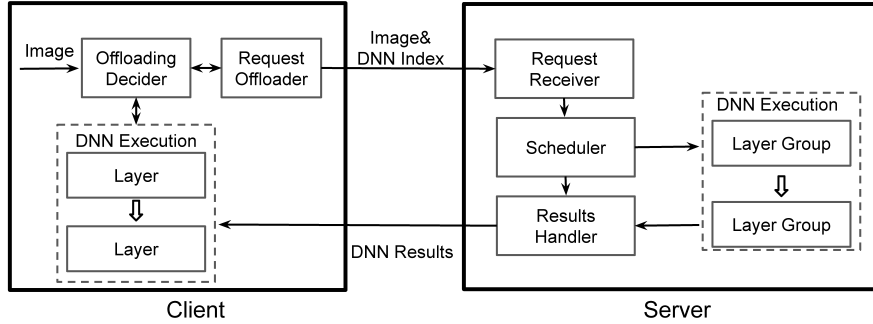 Image
Offloading
Decider
Request
Offloader
Image&
DNN Index
Request
Receiver
DNN Execution
Layer
Layer
Scheduler
DNN Execution
Layer Group
Layer Group
Results
Handler
DNN Results
Client
Server